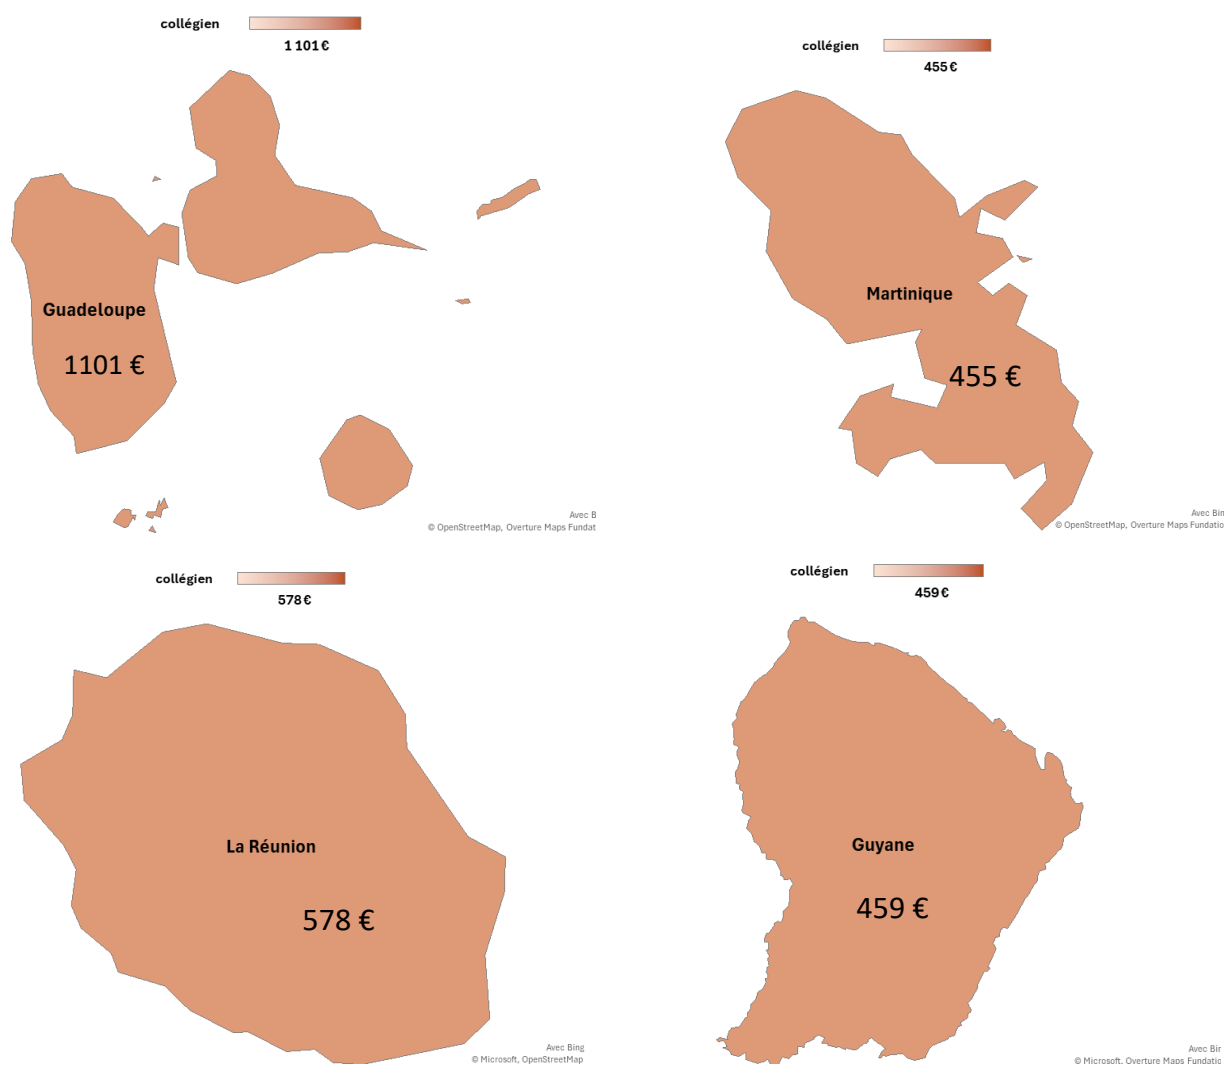 collégien
1 101 €
Guadeloupe
1101 €
Avec B
© OpenStreetMap, Overture Maps Fundat
collégien
455 €
Martinique
455 €
Avec Bin
© OpenStreetMap, Overture Maps Fundatio
collégien
578 €
La Réunion
578 €
Avec Bing
© Microsoft, OpenStreetMap
collégien
459 €
Guyane
459 €
Avec Bir
© Microsoft, Overture Maps Fundatio